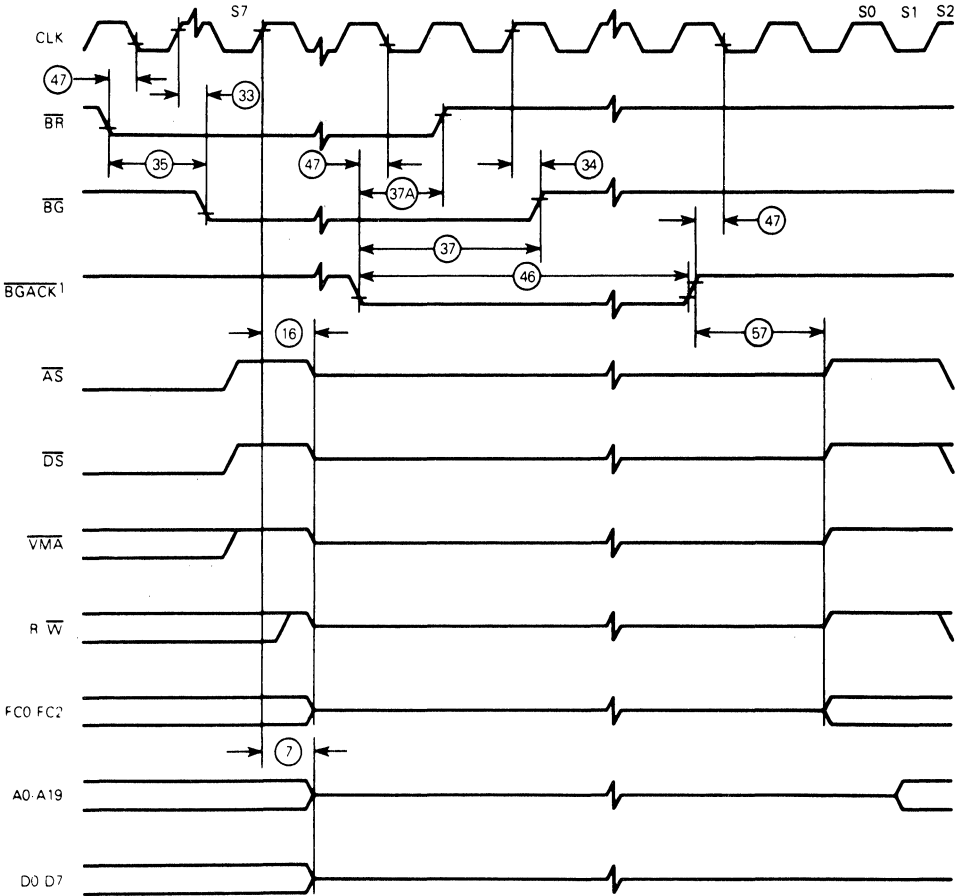 S7 S0 S1 S2
CLK
47
33
BR
35 47 34
37A
BG
47
37
46
BGACK1
16 57
AS
DS
VMA
R W
FC0 FC2
7
A0-A19
D0 D7